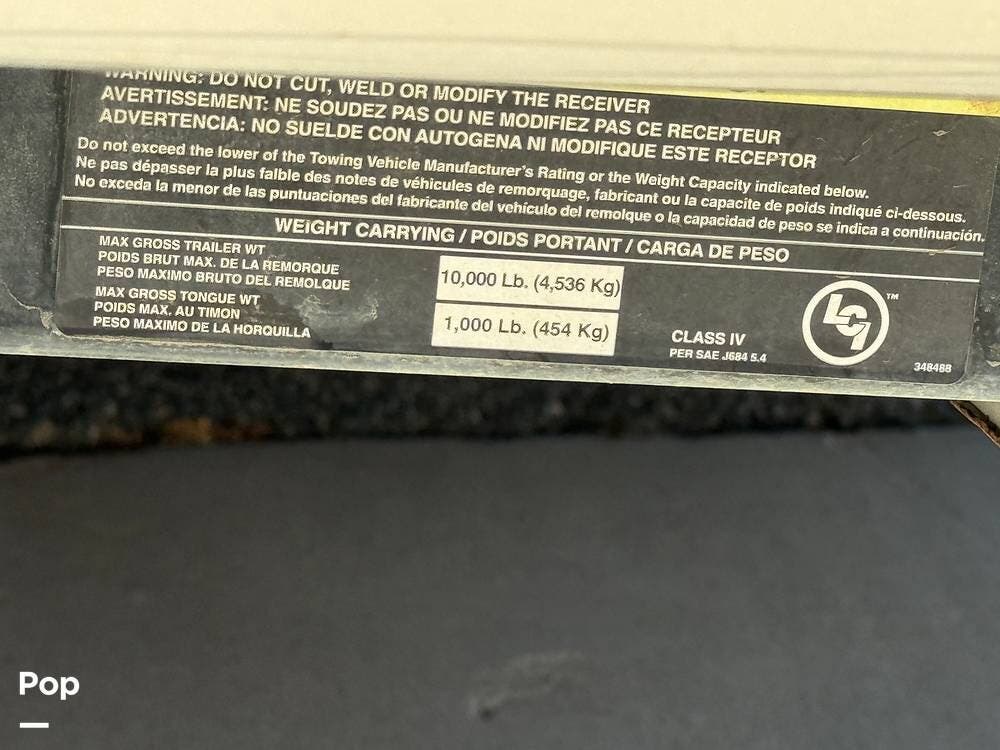 WARNING: DO NOT CUT, WELD OR MODIFY THE RECEIVER
AVERTISSEMENT: NE SOUDEZ PAS OU NE MODIFIEZ PAS CE RECEPTEUR
ADVERTENCIA: NO SUELDE CON AUTOGENA NI MODIFIQUE ESTE RECEPTOR
Do not exceed the lower of the Towing Vehicle Manufacturer's Rating or the Weight Capacity indicated below.
Ne pas dépasser la plus falble des notes de véhicules de remorquage, fabricant ou la capacite de poids indiqué ci-dessous.
No exceda la menor de las puntuaciones del fabricante del vehículo del remolque o la capacidad de peso se indica a continuación.
WEIGHT CARRYING / POIDS PORTANT / CARGA DE PESO
MAX GROSS TRAILER WT
POIDS BRUT MAX. DE LA REMORQUE
PESO MAXIMO BRUTO DEL REMOLQUE
10,000 Lb. (4,536 Kg)
MAX GROSS TONGUE WT
POIDS MAX. AU TIMON
PESO MAXIMO DE LA HORQUILLA
1,000 Lb. (454 Kg)
CLASS IV
PER SAE J684 5.4
LCI™
348488
Pop